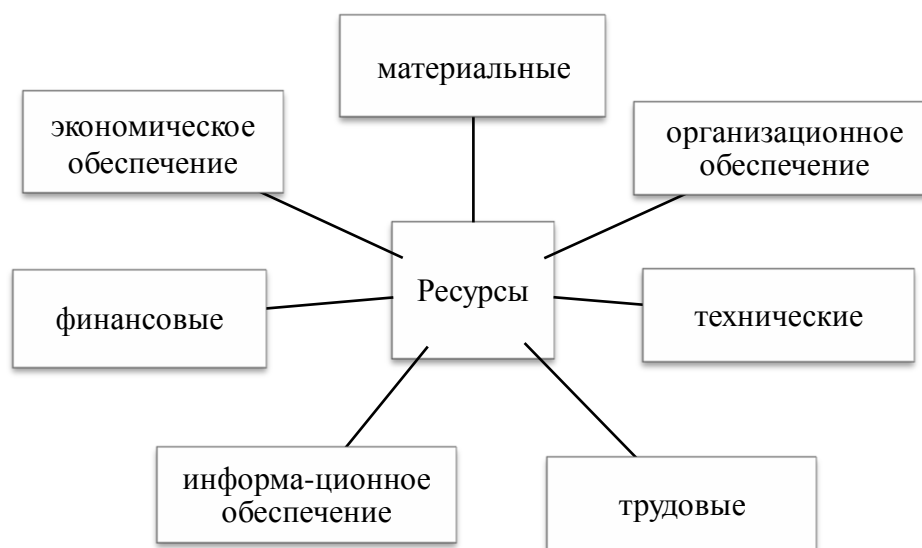 материальные
экономическое
обеспечение
организационное
обеспечение
Ресурсы
финансовые
технические
информа-ционное
обеспечение
трудовые